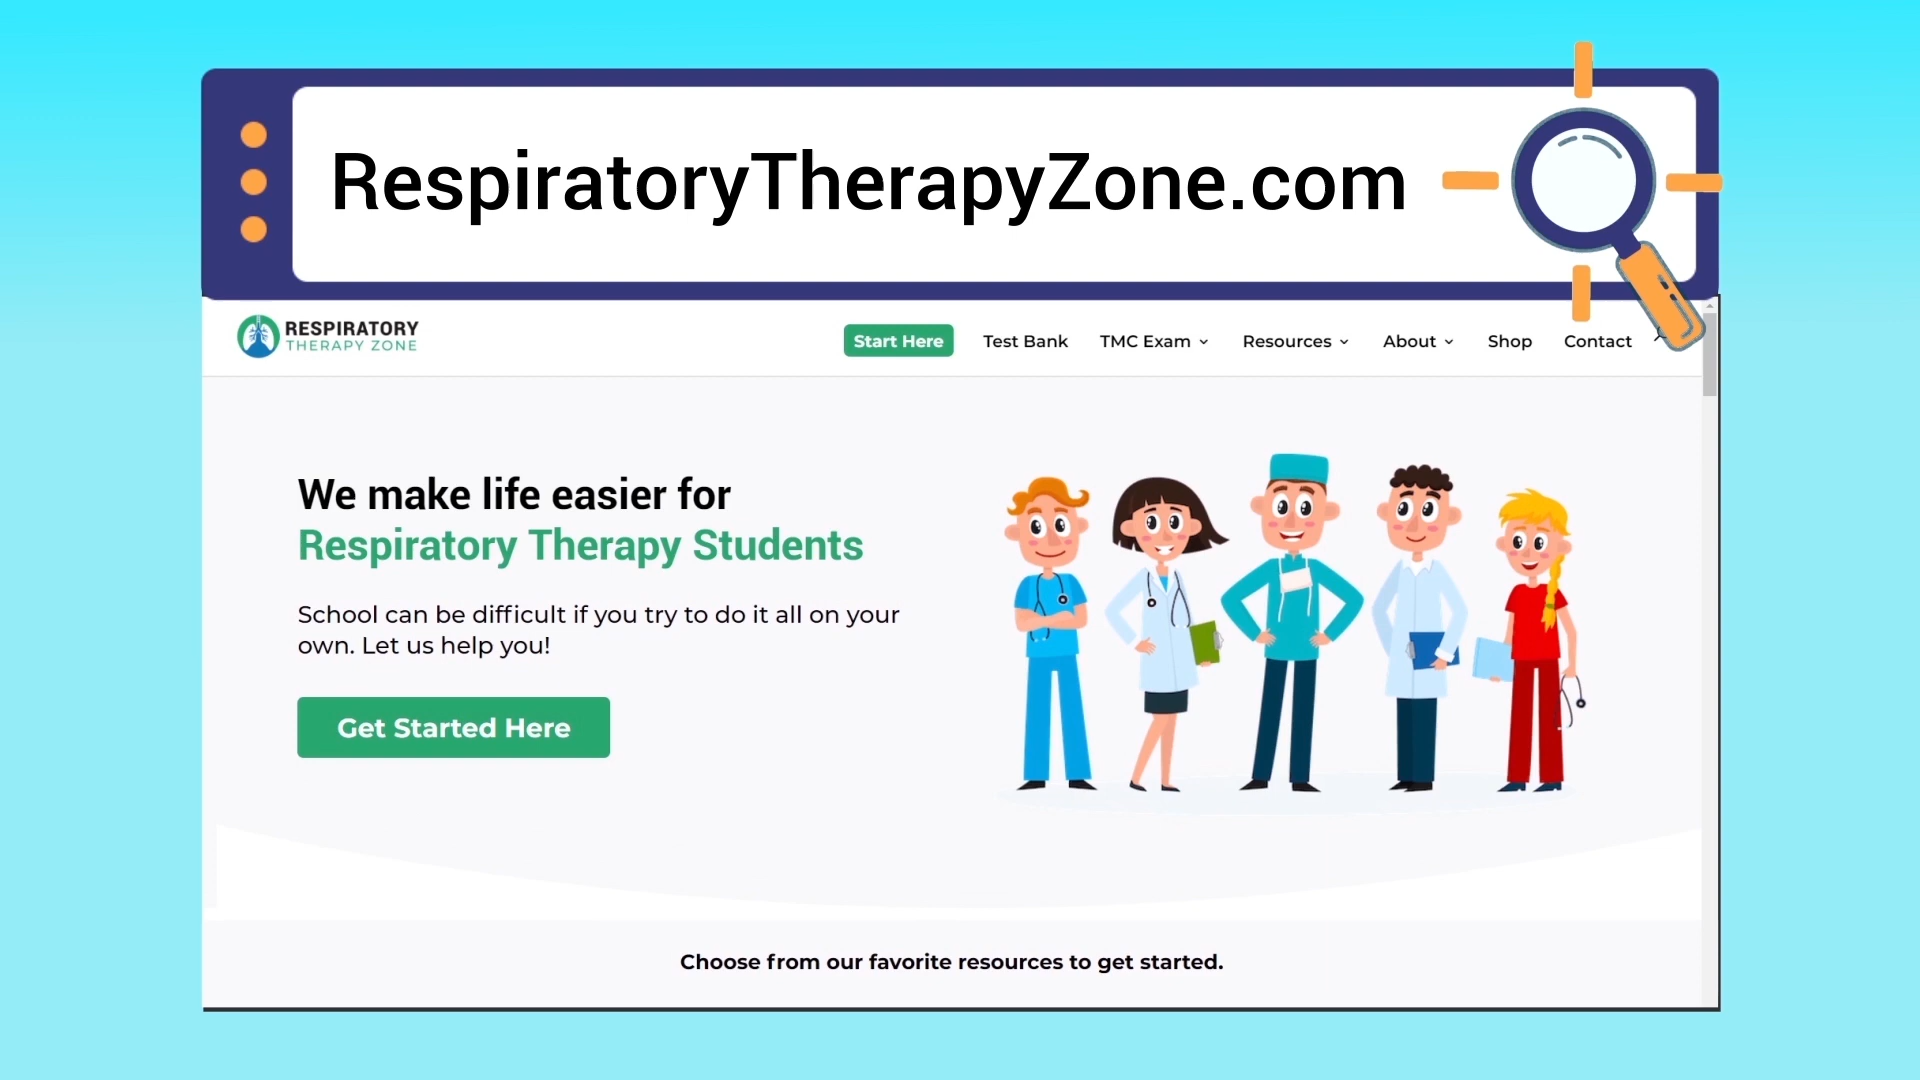 RespiratoryTherapyZone.com
RESPIRATORY
THERAPY ZONE
Start Here Test Bank TMC Exam Resources About Shop Contact
We make life easier for
Respiratory Therapy Students
School can be difficult if you try to do it all on your
own. Let us help you!
Get Started Here
Choose from our favorite resources to get started.